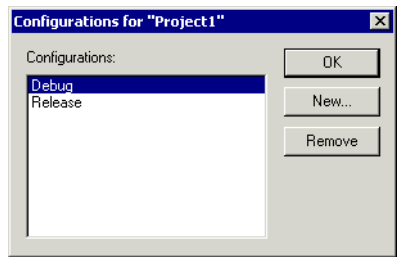 Configurations for "Project1"
Configurations:
OK
Debug
Release
New...
Remove